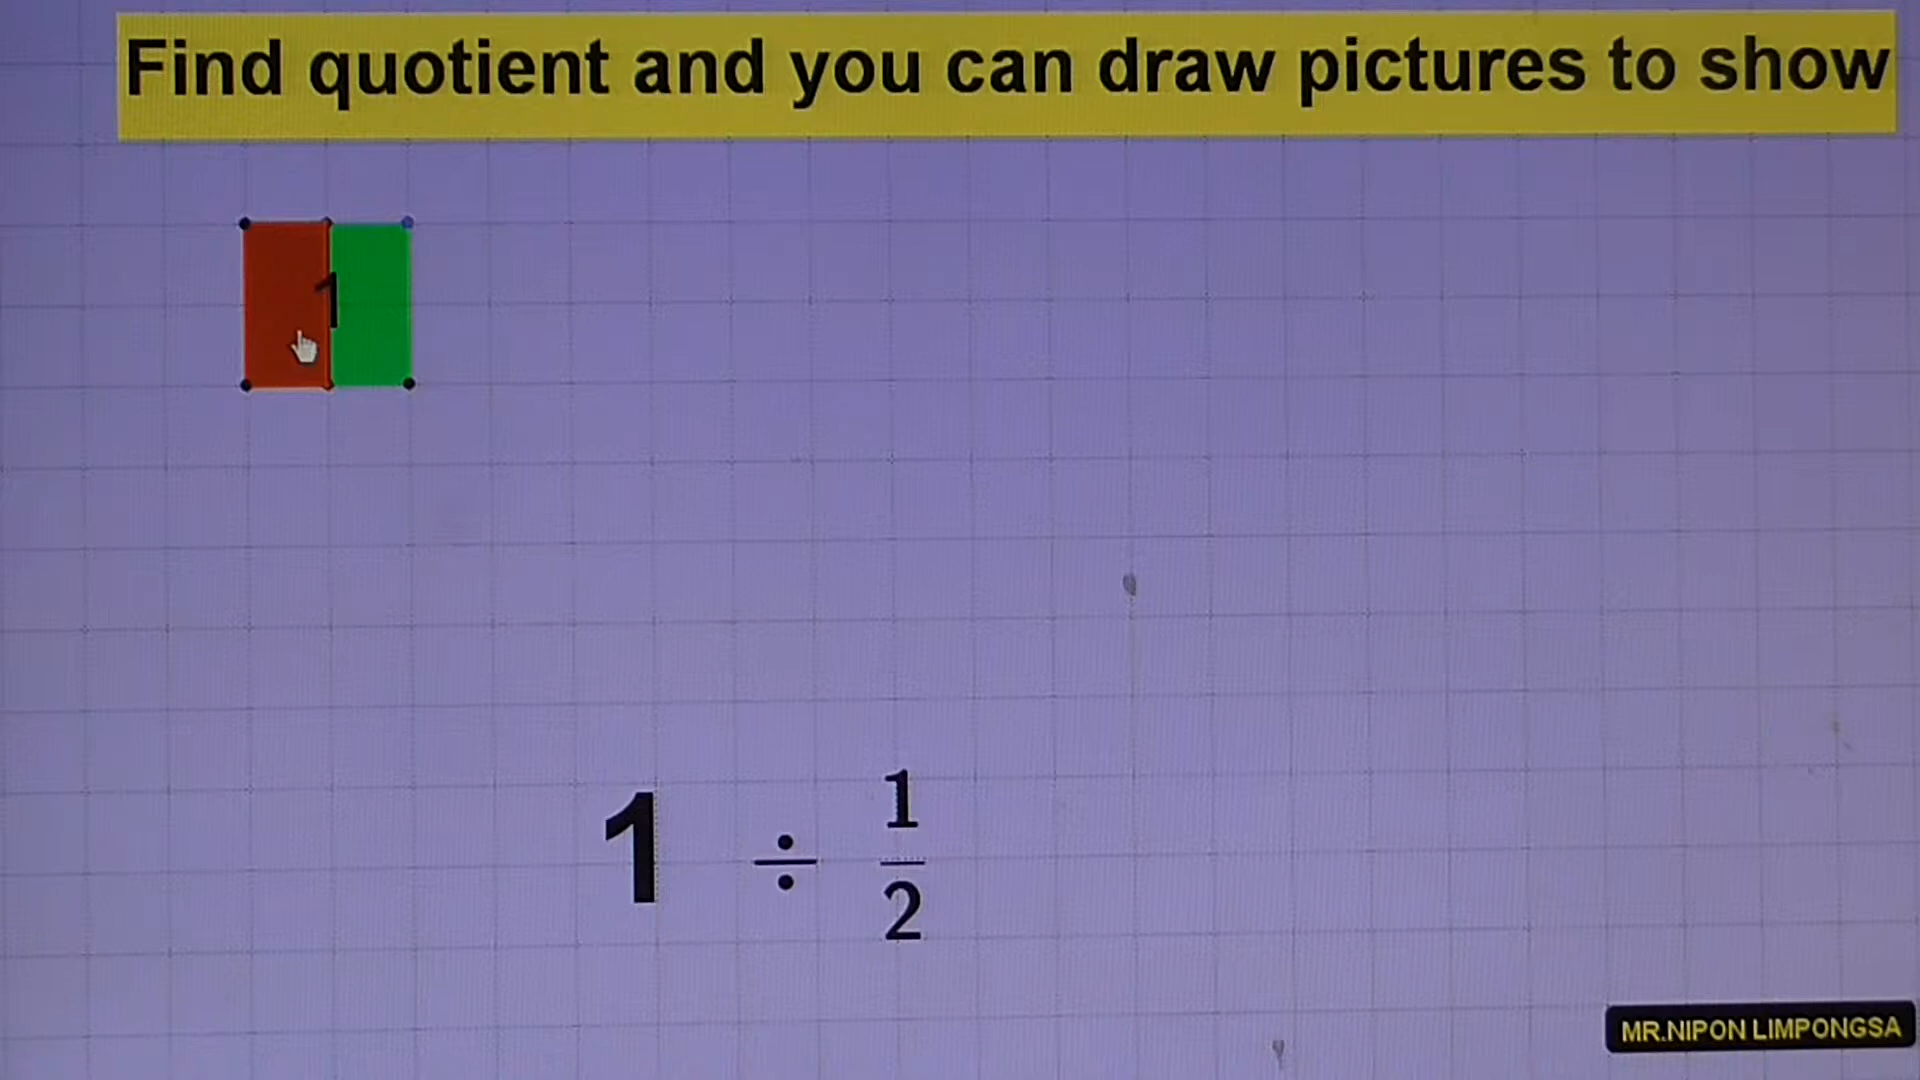 Find quotient and you can draw pictures to show
1
1 ÷ 1/2
MR.NIPON LIMPONGSA